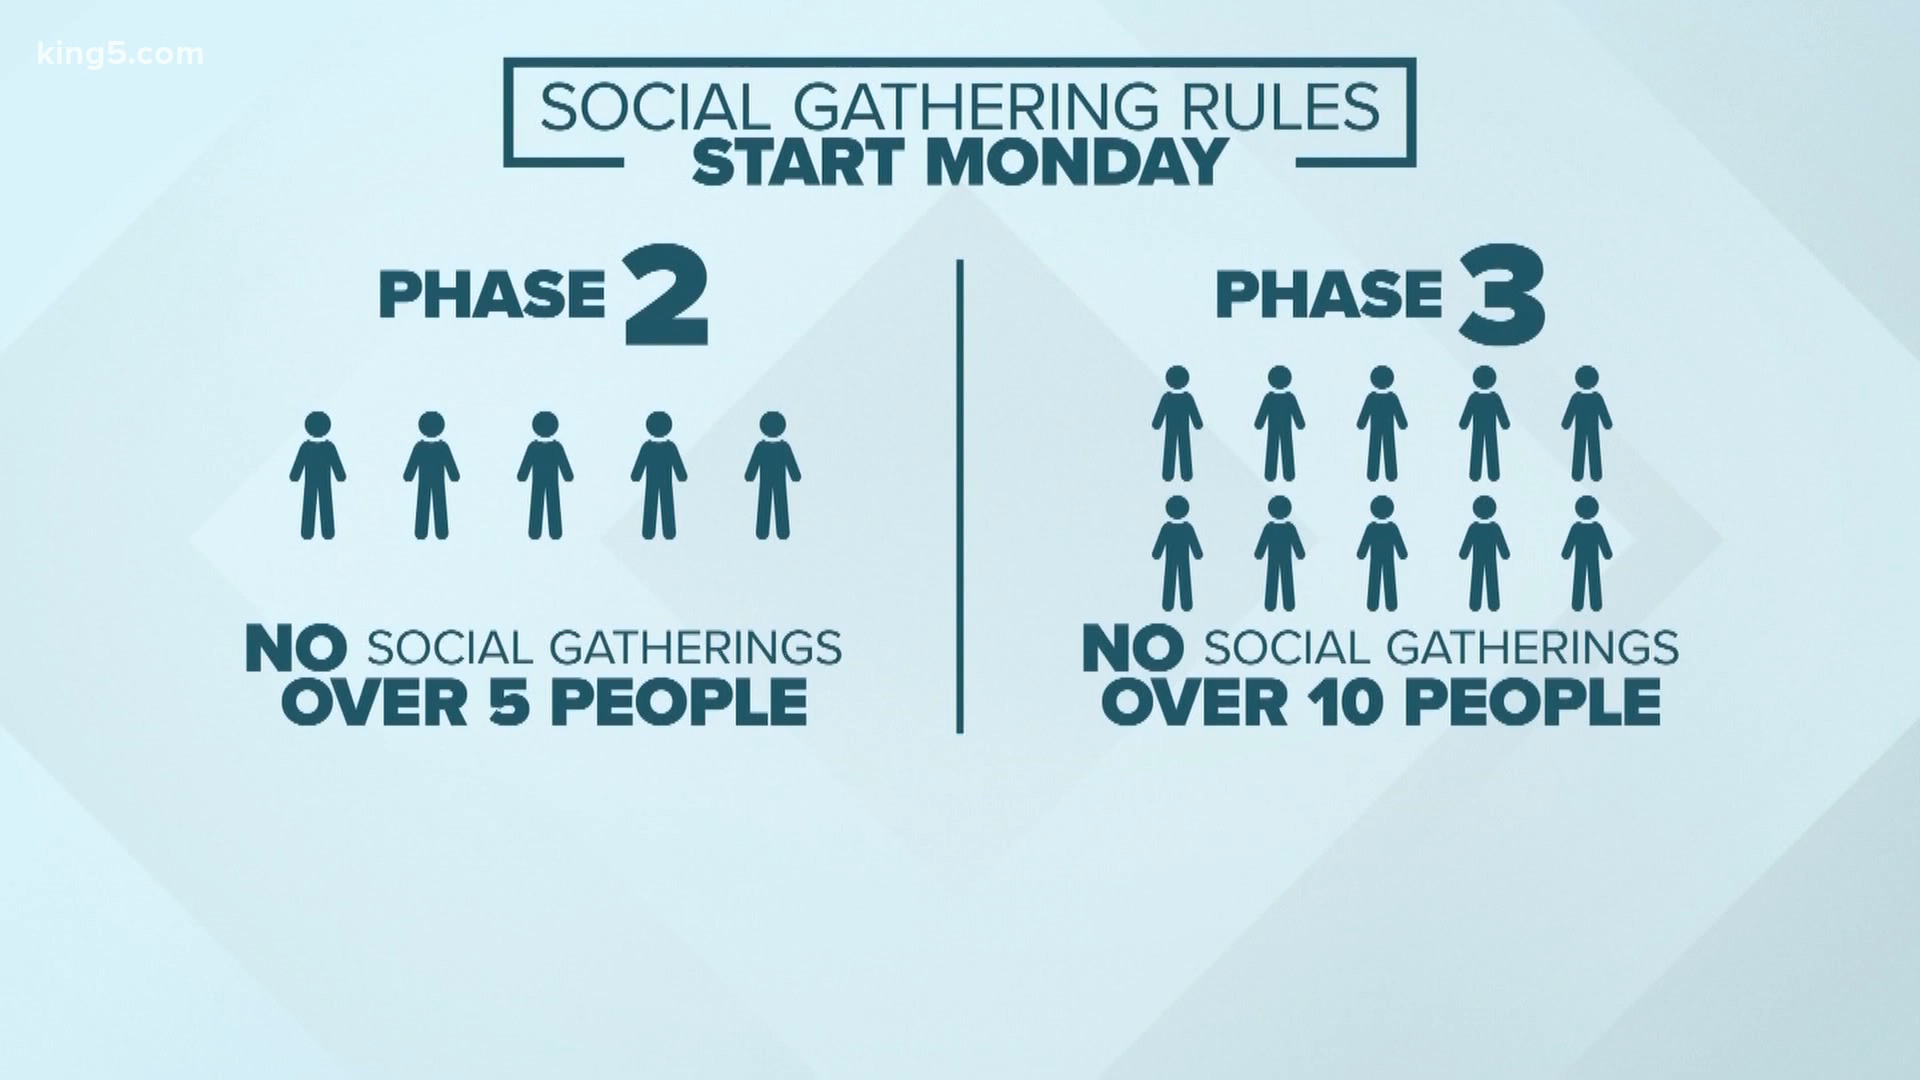 king5.com
SOCIAL GATHERING RULES
START MONDAY
PHASE 2
NO SOCIAL GATHERINGS
OVER 5 PEOPLE
PHASE 3
NO SOCIAL GATHERINGS
OVER 10 PEOPLE